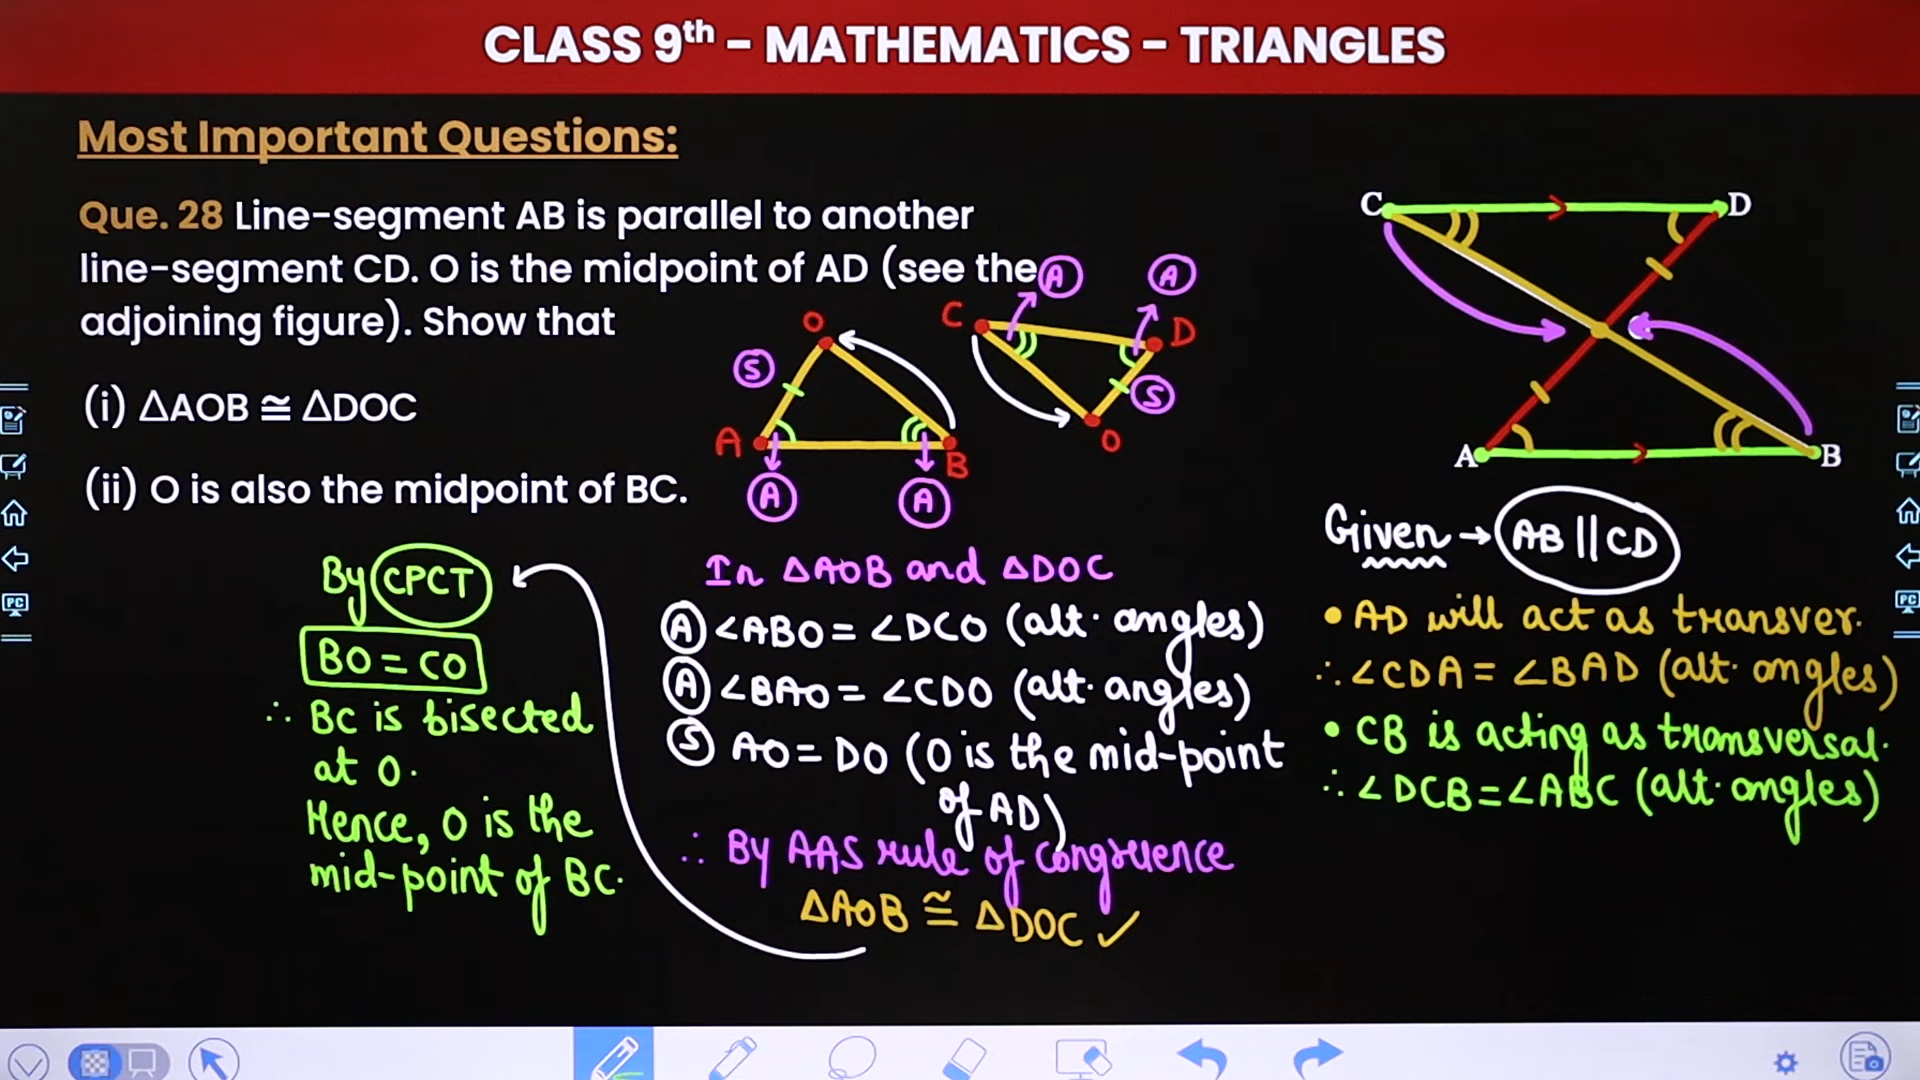 CLASS 9th - MATHEMATICS - TRIANGLES
Most Important Questions:
Que. 28 Line-segment AB is parallel to another
line-segment CD. O is the midpoint of AD (see the
adjoining figure). Show that
(i) ΔAOB ≅ ΔDOC
(ii) O is also the midpoint of BC.
O
S
A
B
A
A
C
A
A
D
S
O
C
D
A
B
Given → AB || CD
• AD will act as transver.
∴ ∠CDA = ∠BAD (alt. angles)
• CB is acting as transversal.
∴ ∠DCB = ∠ABC (alt. angles)
In ΔAOB and ΔDOC
A ∠ABO = ∠DCO (alt. angles)
A ∠BAO = ∠CDO (alt. angles)
S AO = DO (O is the mid-point
of AD)
∴ By AAS rule of congruence
ΔAOB ≅ ΔDOC ✓
By CPCT
BO = CO
∴ BC is bisected
at O.
Hence, O is the
mid-point of BC.
PC
PC